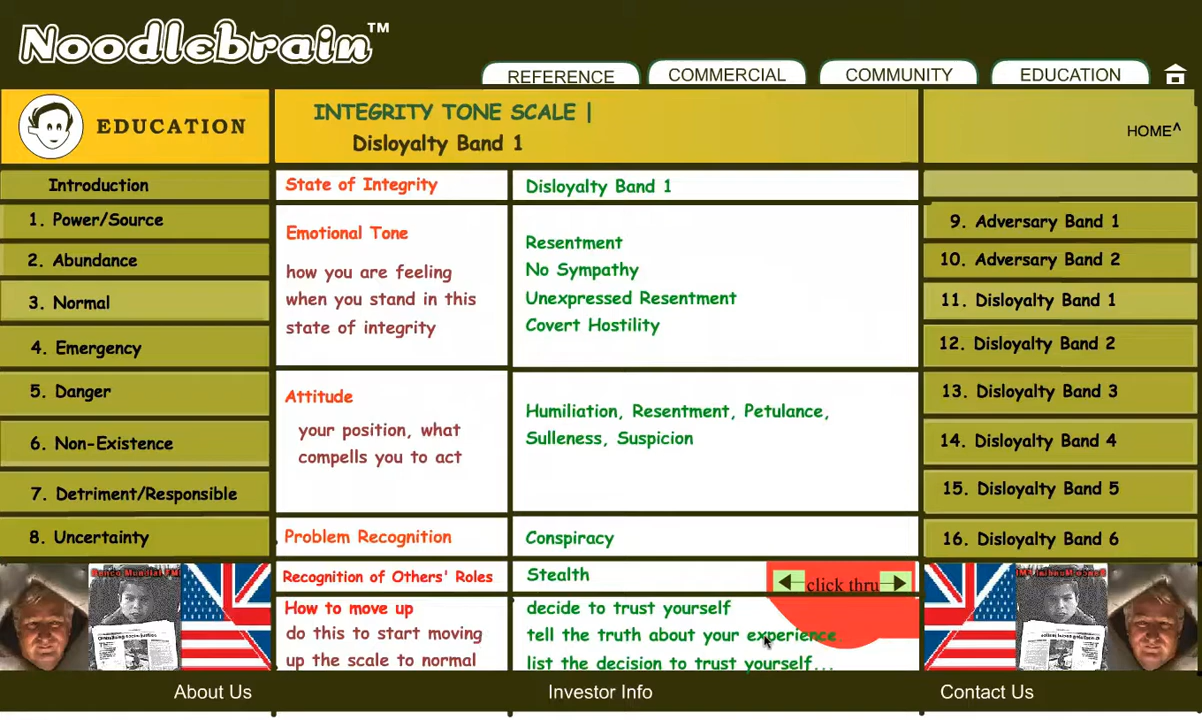 Noodlebrain™
REFERENCE
COMMERCIAL
COMMUNITY
EDUCATION
EDUCATION
INTEGRITY TONE SCALE |
Disloyalty Band 1
HOME^
Introduction
1. Power/Source
2. Abundance
3. Normal
4. Emergency
5. Danger
6. Non-Existence
7. Detriment/Responsible
8. Uncertainty
State of Integrity
Disloyalty Band 1
Emotional Tone
how you are feeling
when you stand in this
state of integrity
Resentment
No Sympathy
Unexpressed Resentment
Covert Hostility
Attitude
your position, what
compells you to act
Humiliation, Resentment, Petulance,
Sulleness, Suspicion
Problem Recognition
Conspiracy
Recognition of Others' Roles
Stealth
click thru
How to move up
do this to start moving
up the scale to normal
decide to trust yourself
tell the truth about your experience
list the decision to trust yourself...
9. Adversary Band 1
10. Adversary Band 2
11. Disloyalty Band 1
12. Disloyalty Band 2
13. Disloyalty Band 3
14. Disloyalty Band 4
15. Disloyalty Band 5
16. Disloyalty Band 6
About Us
Investor Info
Contact Us